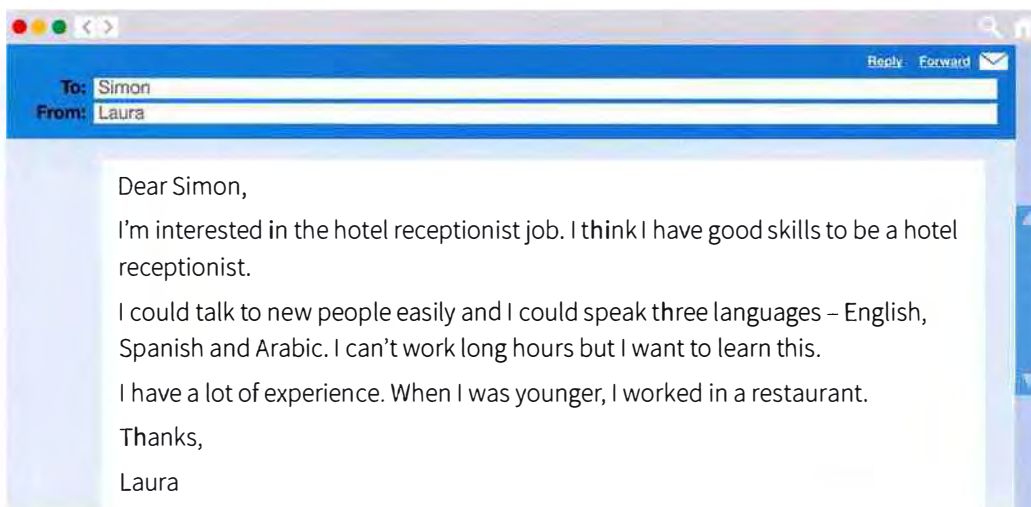 Reply Forward
To: Simon
From: Laura
Dear Simon,
I'm interested in the hotel receptionist job. I think I have good skills to be a hotel
receptionist.
I could talk to new people easily and I could speak three languages – English,
Spanish and Arabic. I can't work long hours but I want to learn this.
I have a lot of experience. When I was younger, I worked in a restaurant.
Thanks,
Laura